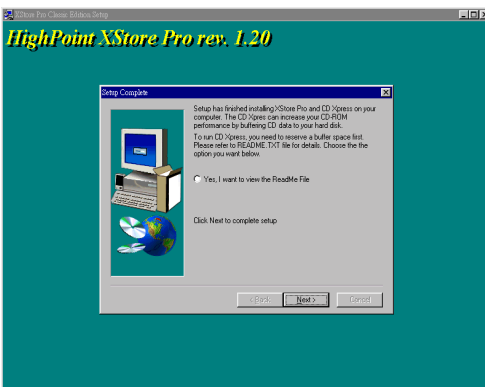 XStore Pro Classic Edition Setup
HighPoint XStore Pro rev. 1.20
Setup Complete
Setup has finished installing XStore Pro and CD Xpress on your
computer. The CD Xpres can increase your CD-ROM
performance by buffering CD data to your hard disk.
To run CD Xpress, you need to reserve a buffer space first.
Please refer to README.TXT file for details. Choose the the
option you want below.
Yes, I want to view the ReadMe File
Click Next to complete setup
< Back
Next >
Cancel